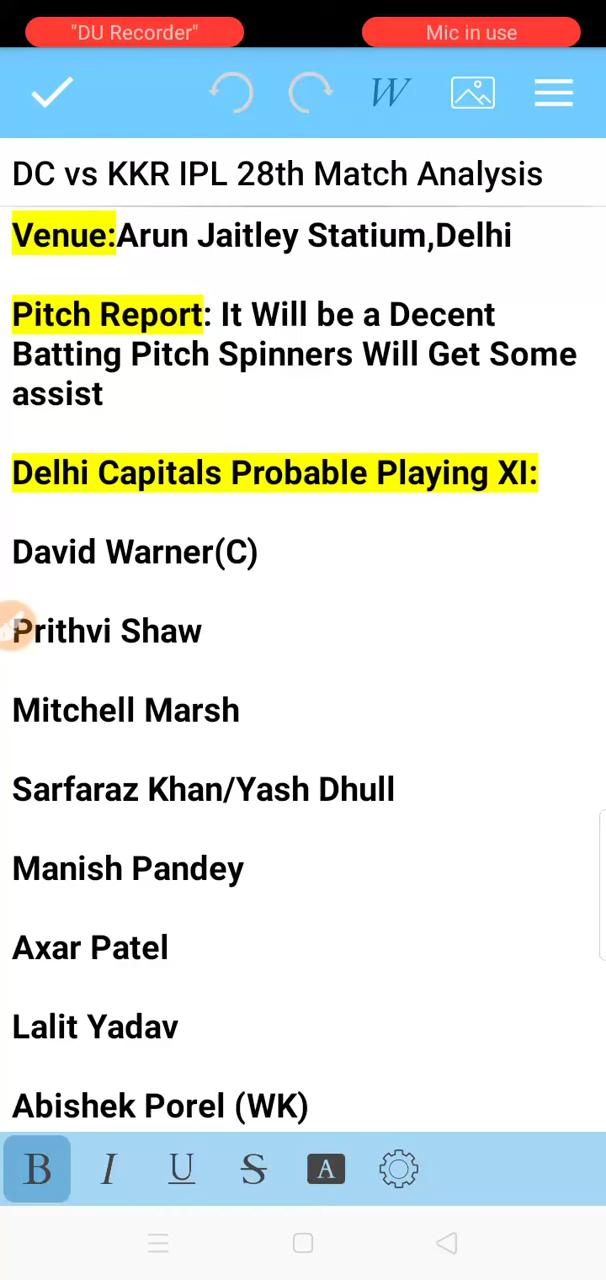 "DU Recorder"
Mic in use
W
DC vs KKR IPL 28th Match Analysis
Venue:Arun Jaitley Statium,Delhi
Pitch Report: It Will be a Decent
Batting Pitch Spinners Will Get Some
assist
Delhi Capitals Probable Playing XI:
David Warner(C)
Prithvi Shaw
Mitchell Marsh
Sarfaraz Khan/Yash Dhull
Manish Pandey
Axar Patel
Lalit Yadav
Abishek Porel (WK)
B I U S A